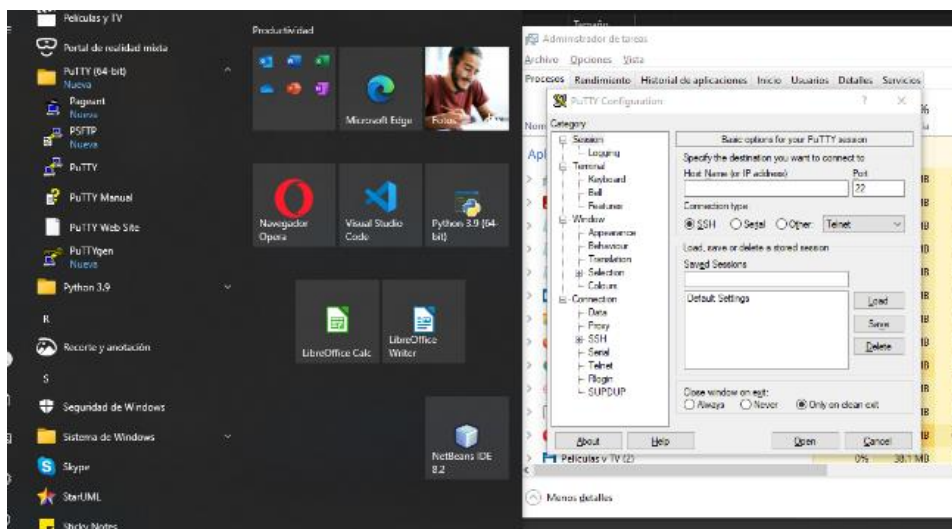 Películas y TV
Portal de realidad mixta
PuTTY (64-bit)
Nueva
Pageant
Nueva
PSFTP
Nueva
PuTTY
PuTTY Manual
PuTTY Web Site
PuTTYgen
Nueva
Python 3.9
R
Recorte y anotación
S
Seguridad de Windows
Sistema de Windows
Skype
StarUML
Sticky Notes
Productividad
Microsoft Edge
Fotos
Navegador
Opera
Visual Studio
Code
Python 3.9 (64-
bit)
LibreOffice Calc
LibreOffice
Writer
NetBeans IDE
8.2
Tamaño
Administrador de tareas
Archivo Opciones Vista
Procesos Rendimiento Historial de aplicaciones Inicio Usuarios Detalles Servicios
PuTTY Configuration
Category
Session
Logging
Terminal
Keyboard
Bell
Features
Window
Appearance
Behaviour
Translation
Selection
Colours
Connection
Data
Proxy
SSH
Serial
Telnet
Rlogin
SUPDUP
Basic options for your PuTTY session
Specify the destination you want to connect to
Host Name (or IP address) Port
22
Connection type
SSH Serial Other: Telnet
Load, save or delete a stored session
Saved Sessions
Default Settings
Load
Save
Delete
Close window on exit:
Always Never Only on clean exit
About Help Open Cancel
Películas y TV (2) 0% 38.1 MB
Menos detalles